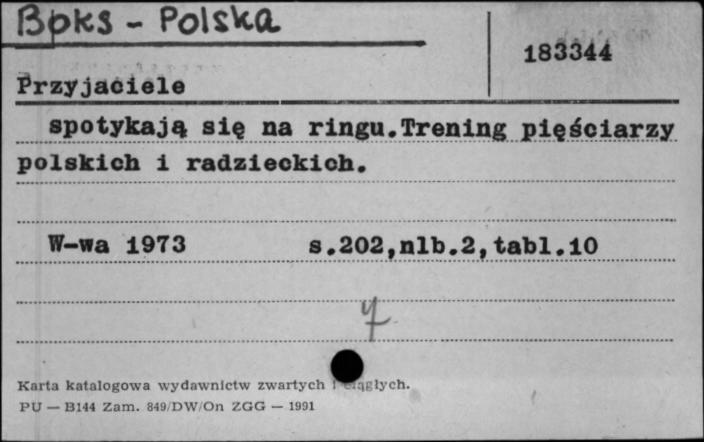 Boks - Polska
183344
Przyjaciele
spotykają się na ringu.Trening pięściarzy
polskich i radzieckich.
W-wa 1973 s.202,nlb.2,tabl.10
Karta katalogowa wydawnictw zwartych i ciągłych.
PU — B144 Zam. 849/DW/On ZGG — 1991